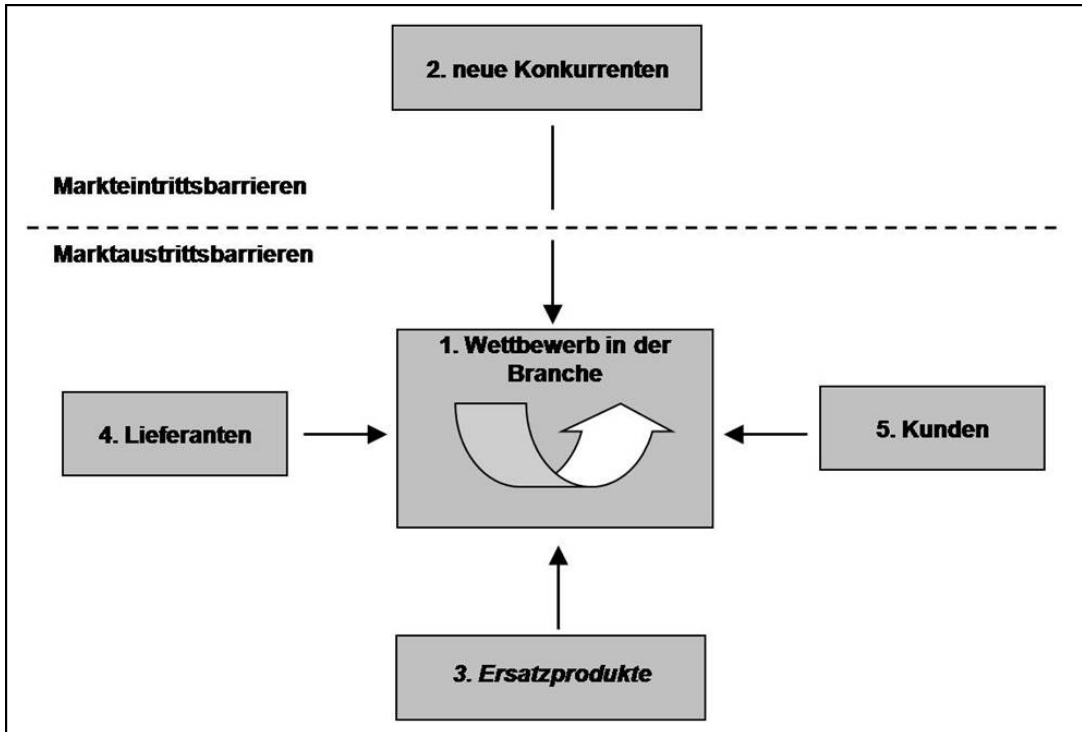 2. neue Konkurrenten
Markteintrittsbarrieren
Marktaustrittsbarrieren
1. Wettbewerb in der
Branche
4. Lieferanten
5. Kunden
3. Ersatzprodukte